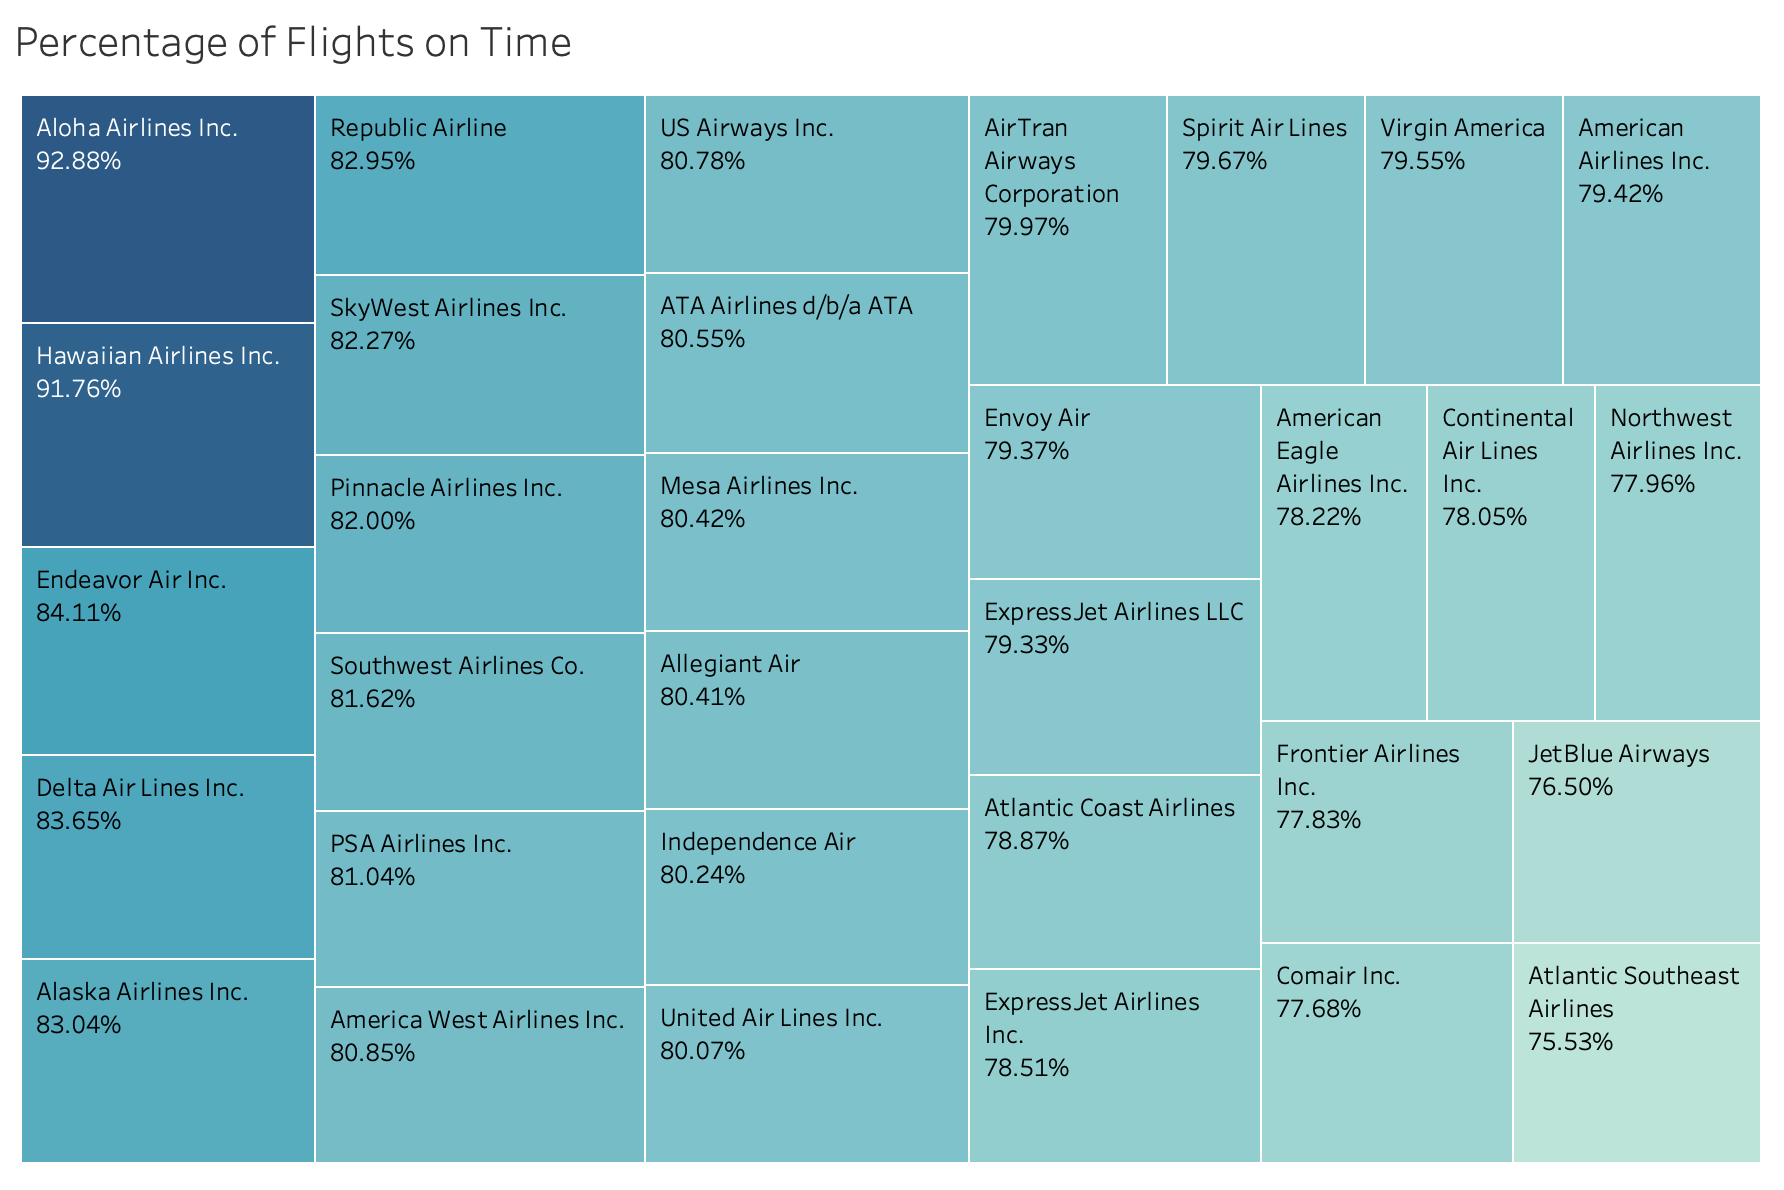 Percentage of Flights on Time
Aloha Airlines Inc.
92.88%
Hawaiian Airlines Inc.
91.76%
Endeavor Air Inc.
84.11%
Delta Air Lines Inc.
83.65%
Alaska Airlines Inc.
83.04%
Republic Airline
82.95%
SkyWest Airlines Inc.
82.27%
Pinnacle Airlines Inc.
82.00%
Southwest Airlines Co.
81.62%
PSA Airlines Inc.
81.04%
America West Airlines Inc.
80.85%
US Airways Inc.
80.78%
ATA Airlines d/b/a ATA
80.55%
Mesa Airlines Inc.
80.42%
Allegiant Air
80.41%
Independence Air
80.24%
United Air Lines Inc.
80.07%
AirTran
Airways
Corporation
79.97%
Spirit Air Lines
79.67%
Virgin America
79.55%
American
Airlines Inc.
79.42%
Envoy Air
79.37%
ExpressJet Airlines LLC
79.33%
Atlantic Coast Airlines
78.87%
ExpressJet Airlines
Inc.
78.51%
American
Eagle
Airlines Inc.
78.22%
Continental
Air Lines
Inc.
78.05%
Northwest
Airlines Inc.
77.96%
Frontier Airlines
Inc.
77.83%
Comair Inc.
77.68%
JetBlue Airways
76.50%
Atlantic Southeast
Airlines
75.53%